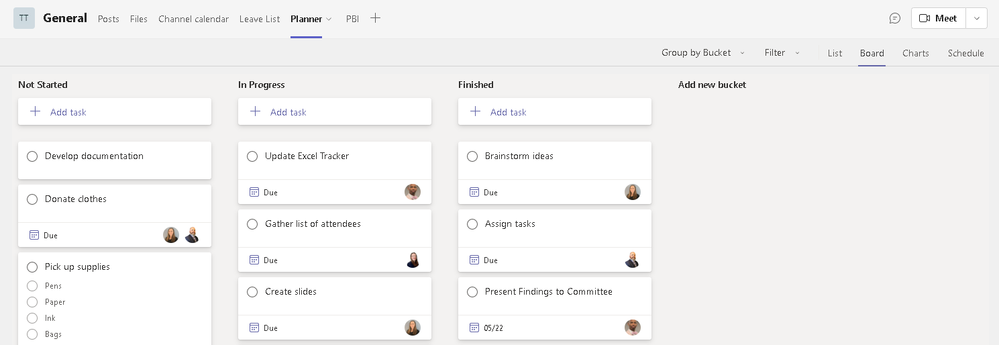 TT General Posts Files Channel calendar Leave List Planner PBI Meet
Group by Bucket Filter List Board Charts Schedule
Not Started
Add task
Develop documentation
Donate clothes
Due
Pick up supplies
Pens
Paper
Ink
Bags
In Progress
Add task
Update Excel Tracker
Due
Gather list of attendees
Due
Create slides
Due
Finished
Add task
Brainstorm ideas
Due
Assign tasks
Due
Present Findings to Committee
05/22
Add new bucket